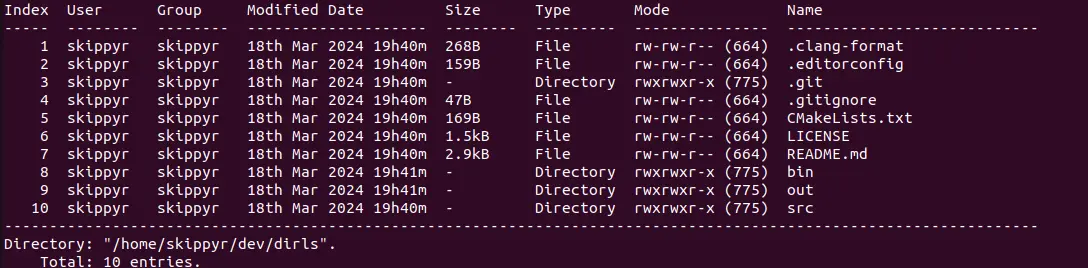 Index  User      Group     Modified Date         Size      Type      Mode             Name
-----  --------  --------  --------------------  --------  ---------  ---------------  ----------------------------
    1  skippyr   skippyr   18th Mar 2024 19h40m  268B      File       rw-rw-r-- (664)  .clang-format
    2  skippyr   skippyr   18th Mar 2024 19h40m  159B      File       rw-rw-r-- (664)  .editorconfig
    3  skippyr   skippyr   18th Mar 2024 19h40m  -         Directory  rwxrwxr-x (775)  .git
    4  skippyr   skippyr   18th Mar 2024 19h40m  47B       File       rw-rw-r-- (664)  .gitignore
    5  skippyr   skippyr   18th Mar 2024 19h40m  169B      File       rw-rw-r-- (664)  CMakeLists.txt
    6  skippyr   skippyr   18th Mar 2024 19h40m  1.5kB     File       rw-rw-r-- (664)  LICENSE
    7  skippyr   skippyr   18th Mar 2024 19h40m  2.9kB     File       rw-rw-r-- (664)  README.md
    8  skippyr   skippyr   18th Mar 2024 19h41m  -         Directory  rwxrwxr-x (775)  bin
    9  skippyr   skippyr   18th Mar 2024 19h41m  -         Directory  rwxrwxr-x (775)  out
   10  skippyr   skippyr   18th Mar 2024 19h40m  -         Directory  rwxrwxr-x (775)  src
-------------------------------------------------------------------------------------------------------------------
Directory: "/home/skippyr/dev/dirls".
    Total: 10 entries.